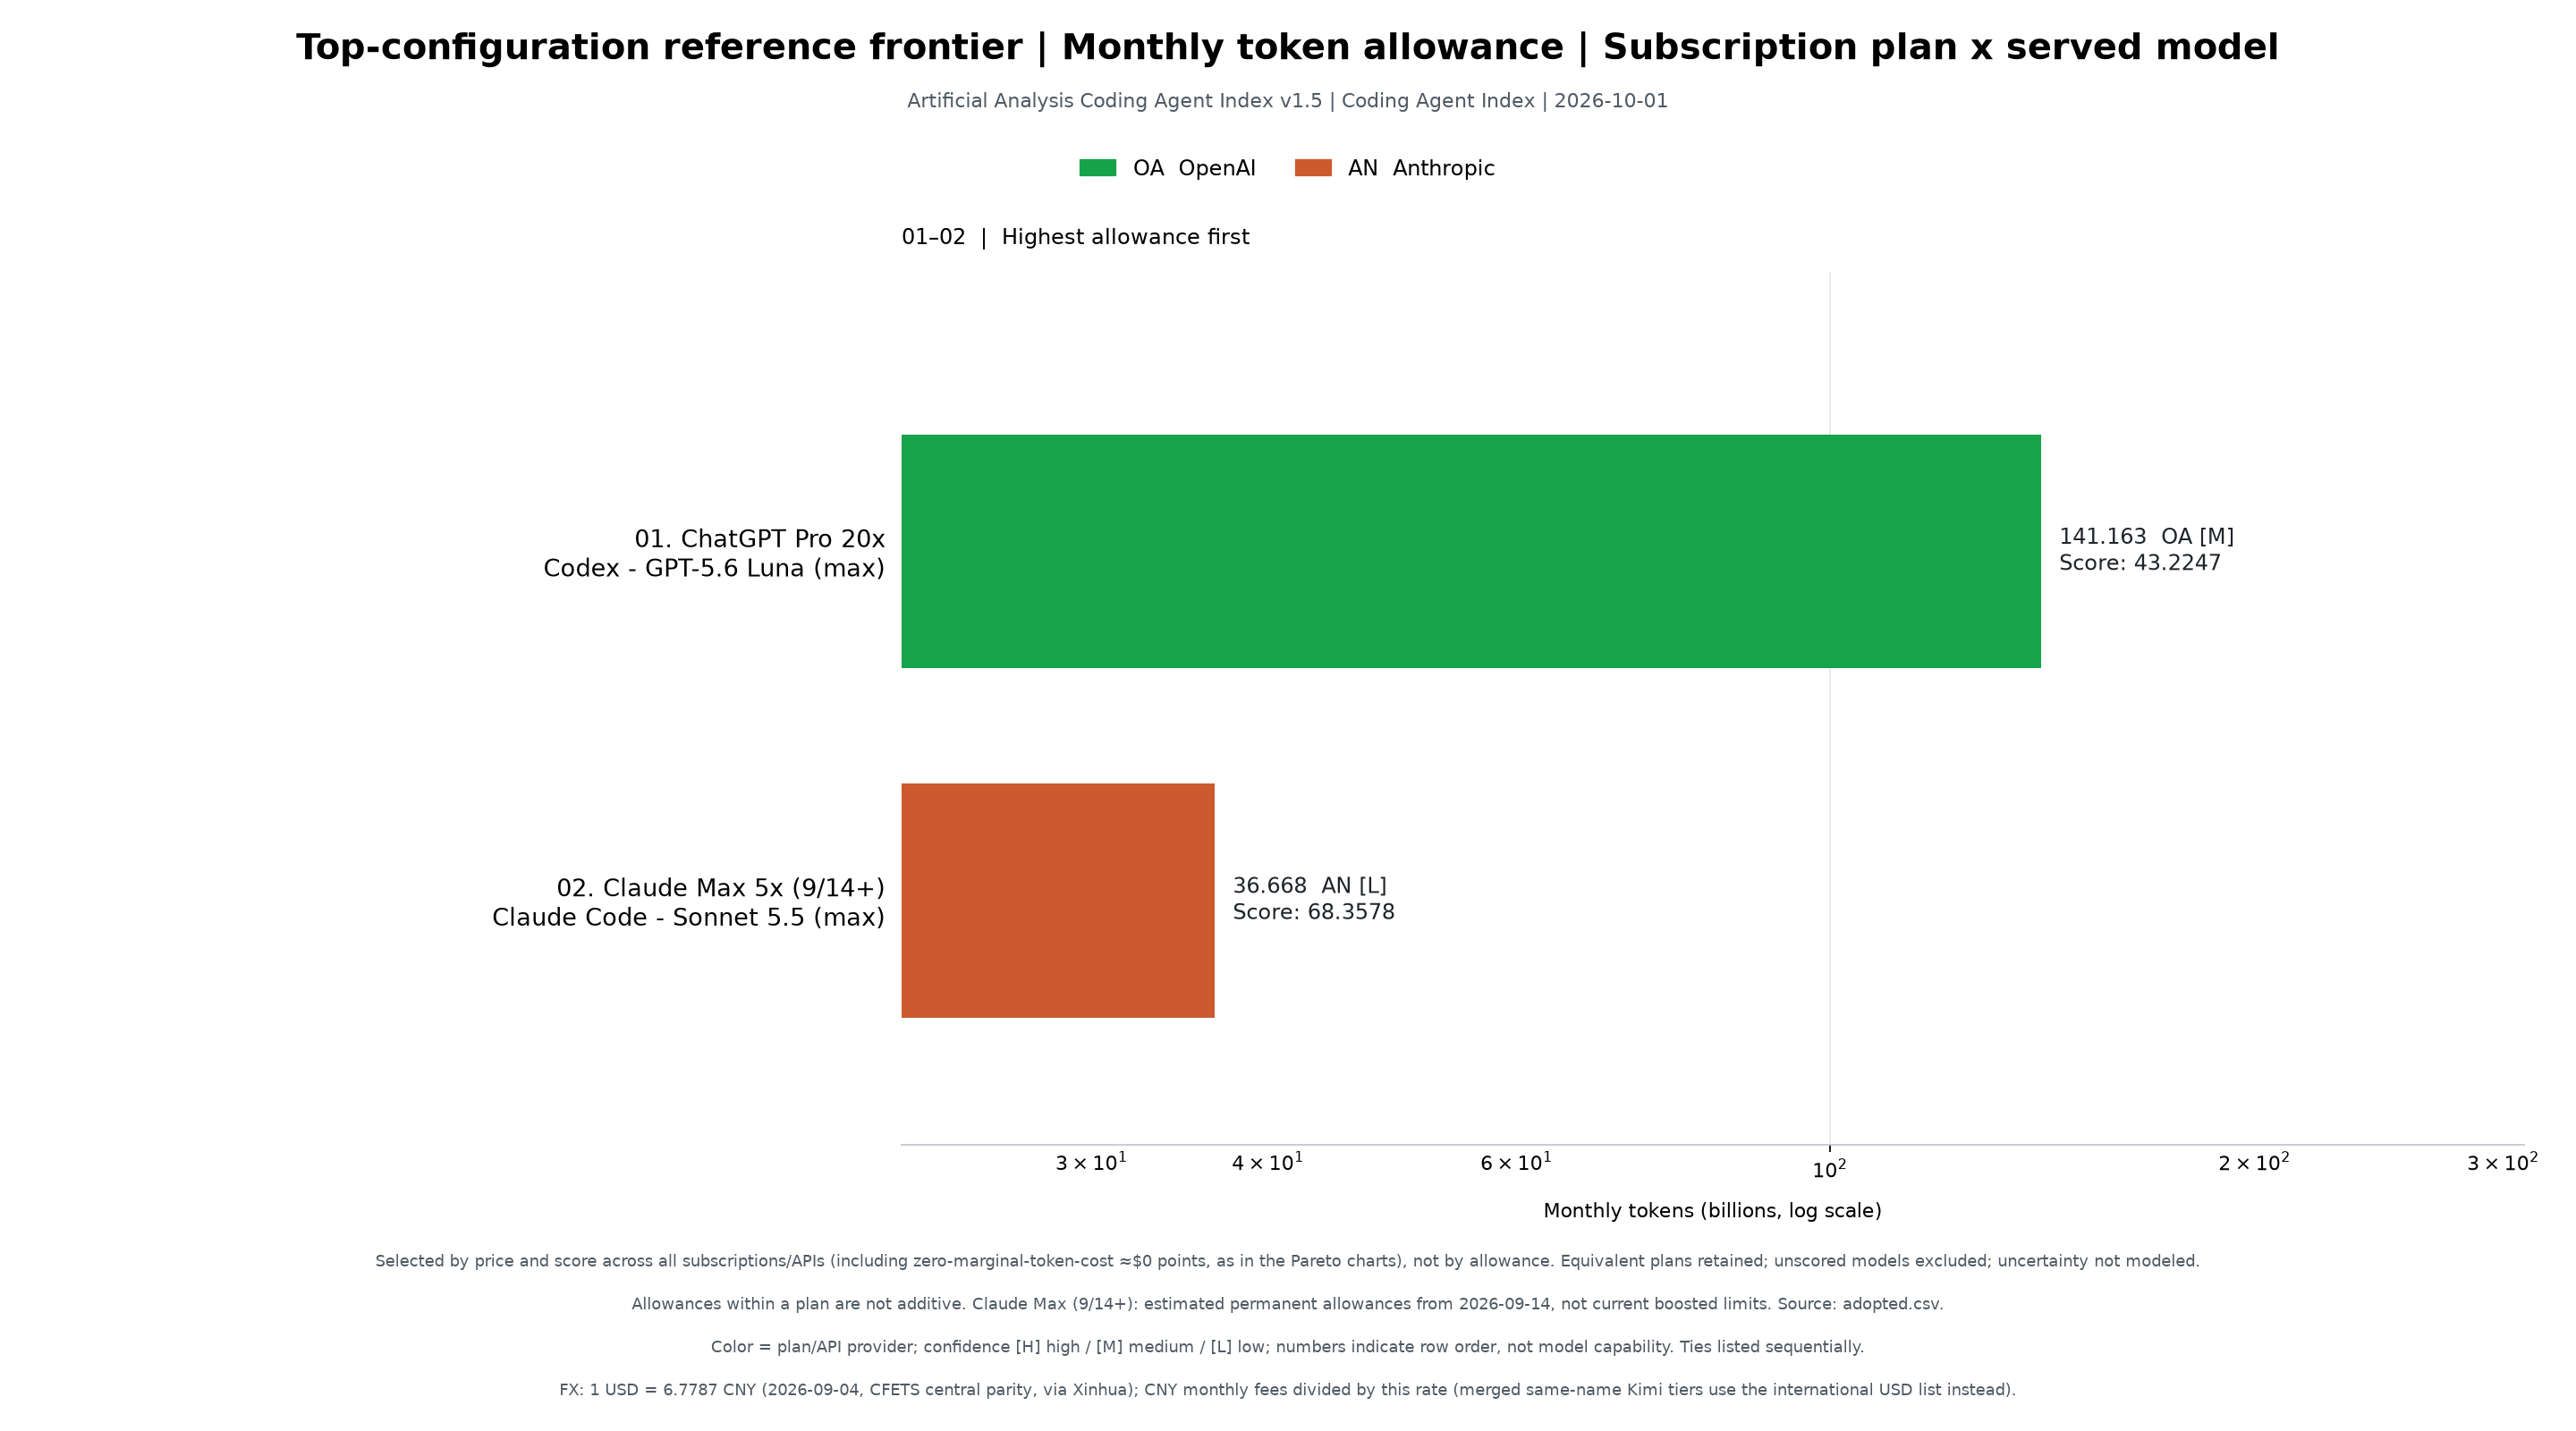 Top-configuration reference frontier | Monthly token allowance | Subscription plan x served model
Artificial Analysis Coding Agent Index v1.5 | Coding Agent Index | 2026-10-01
OA  OpenAI    AN  Anthropic
01–02  |  Highest allowance first
01. ChatGPT Pro 20x
Codex - GPT-5.6 Luna (max)
141.163  OA [M]
Score: 43.2247
02. Claude Max 5x (9/14+)
Claude Code - Sonnet 5.5 (max)
36.668  AN [L]
Score: 68.3578
3 × 10¹    4 × 10¹    6 × 10¹    10²    2 × 10²    3 × 10²
Monthly tokens (billions, log scale)
Selected by price and score across all subscriptions/APIs (including zero-marginal-token-cost ≈$0 points, as in the Pareto charts), not by allowance. Equivalent plans retained; unscored models excluded; uncertainty not modeled.
Allowances within a plan are not additive. Claude Max (9/14+): estimated permanent allowances from 2026-09-14, not current boosted limits. Source: adopted.csv.
Color = plan/API provider; confidence [H] high / [M] medium / [L] low; numbers indicate row order, not model capability. Ties listed sequentially.
FX: 1 USD = 6.7787 CNY (2026-09-04, CFETS central parity, via Xinhua); CNY monthly fees divided by this rate (merged same-name Kimi tiers use the international USD list instead).